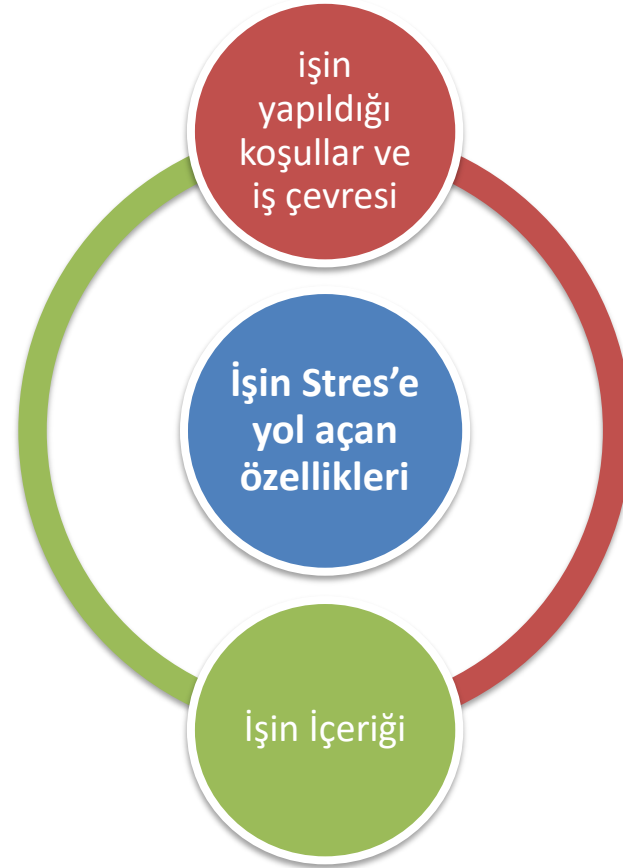 işin
yapıldığı
koşullar ve
iş çevresi
İşin Stres’e
yol açan
özellikleri
İşin İçeriği